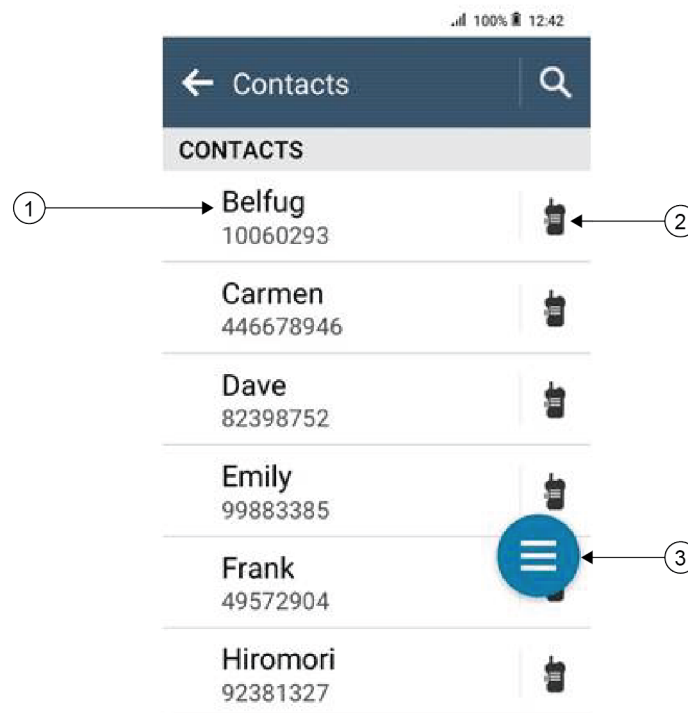 100% 12:42
Contacts
CONTACTS
1
Belfug
2
10060293
Carmen
446678946
Dave
82398752
Emily
99883385
3
Frank
49572904
Hiromori
92381327